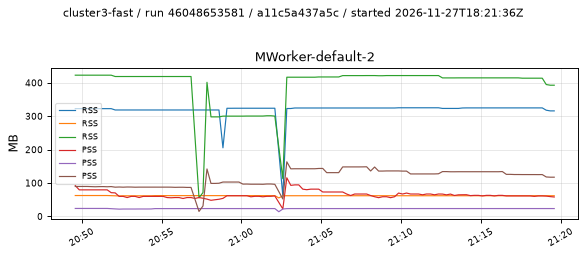 cluster3-fast / run 46048653581 / a11c5a437a5c / started 2026-11-27T18:21:36Z
MWorker-default-2
MB
400
300
200
100
0
RSS
RSS
RSS
PSS
PSS
PSS
20:50
20:55
21:00
21:05
21:10
21:15
21:20